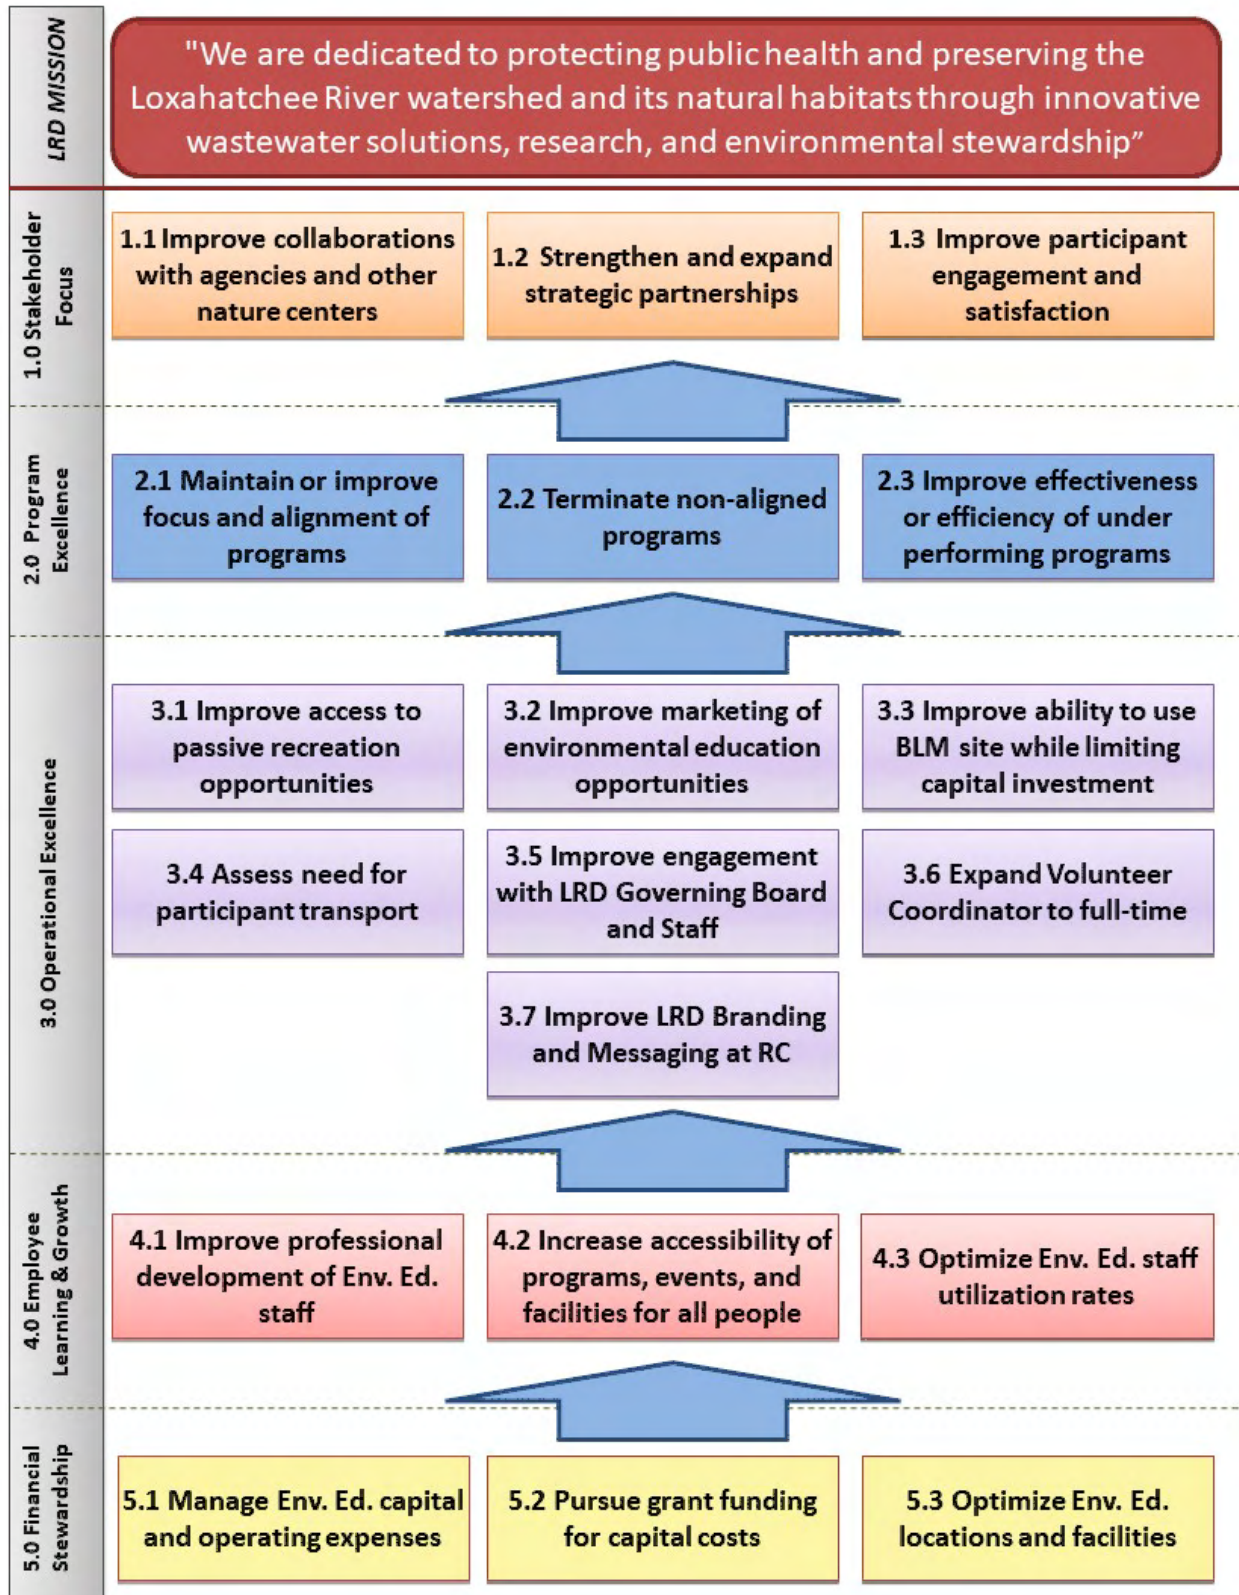 LRD MISSION
"We are dedicated to protecting public health and preserving the
Loxahatchee River watershed and its natural habitats through innovative
wastewater solutions, research, and environmental stewardship”
1.0 Stakeholder
Focus
1.1 Improve collaborations
with agencies and other
nature centers
1.2 Strengthen and expand
strategic partnerships
1.3 Improve participant
engagement and
satisfaction
2.0 Program
Excellence
2.1 Maintain or improve
focus and alignment of
programs
2.2 Terminate non-aligned
programs
2.3 Improve effectiveness
or efficiency of under
performing programs
3.0 Operational Excellence
3.1 Improve access to
passive recreation
opportunities
3.2 Improve marketing of
environmental education
opportunities
3.3 Improve ability to use
BLM site while limiting
capital investment
3.4 Assess need for
participant transport
3.5 Improve engagement
with LRD Governing Board
and Staff
3.6 Expand Volunteer
Coordinator to full-time
3.7 Improve LRD Branding
and Messaging at RC
4.0 Employee
Learning & Growth
4.1 Improve professional
development of Env. Ed.
staff
4.2 Increase accessibility of
programs, events, and
facilities for all people
4.3 Optimize Env. Ed. staff
utilization rates
5.0 Financial
Stewardship
5.1 Manage Env. Ed. capital
and operating expenses
5.2 Pursue grant funding
for capital costs
5.3 Optimize Env. Ed.
locations and facilities